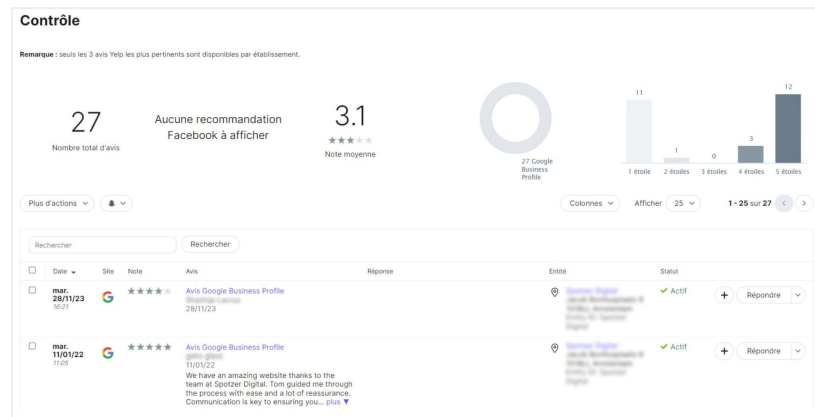 Contrôle
Remarque : seuls les 3 avis Yelp les plus pertinents sont disponibles par établissement.
27
Nombre total d'avis
Aucune recommandation
Facebook à afficher
3.1
Note moyenne
27 Google
Business
Profile
11
1
0
3
12
1 étoile 2 étoiles 3 étoiles 4 étoiles 5 étoiles
Plus d'actions
Colonnes
Afficher 25
1 - 25 sur 27
Rechercher
Rechercher
Date Site Note Avis Réponse Entité Statut
mar.
28/11/23
16:21
Avis Google Business Profile
28/11/23
Actif
Répondre
mar.
11/01/22
11:05
Avis Google Business Profile
11/01/22
We have an amazing website thanks to the
team at Spotzer Digital. Tom guided me through
the process with ease and a lot of reassurance.
Communication is key to ensuring you... plus ▼
Actif
Répondre